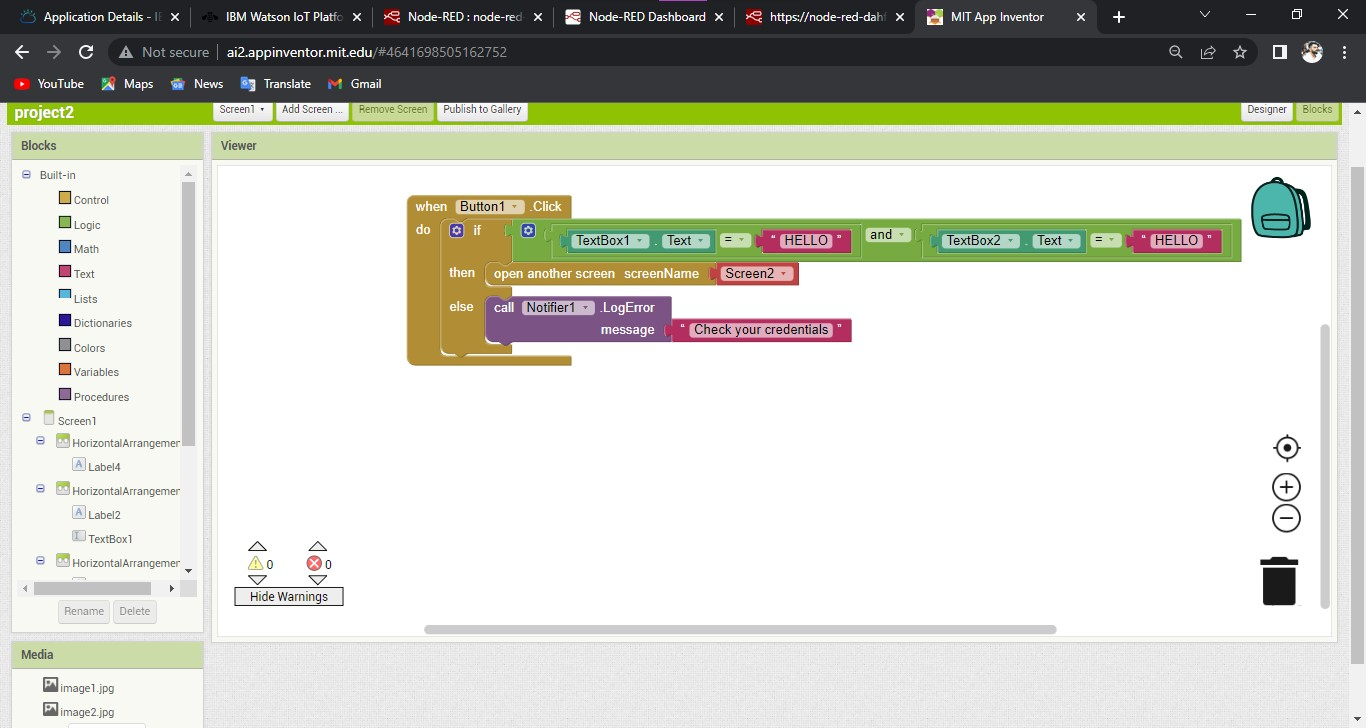 Application Details - IE
IBM Watson IoT Platfo
Node-RED : node-red
Node-RED Dashboard
https://node-red-dahf
MIT App Inventor
Not secure
ai2.appinventor.mit.edu/#4641698505162752
YouTube
Maps
News
Translate
Gmail
project2
Screen1
Add Screen ...
Remove Screen
Publish to Gallery
Designer
Blocks
Blocks
Viewer
Built-in
Control
Logic
Math
Text
Lists
Dictionaries
Colors
Variables
Procedures
Screen1
HorizontalArrangemen
Label4
HorizontalArrangemen
Label2
TextBox1
HorizontalArrangemen
Rename
Delete
Media
image1.jpg
image2.jpg
when Button1 .Click
do if TextBox1 . Text = “ HELLO ” and TextBox2 . Text = “ HELLO ”
then open another screen screenName Screen2
else call Notifier1 .LogError
message “ Check your credentials ”
0 0
Hide Warnings